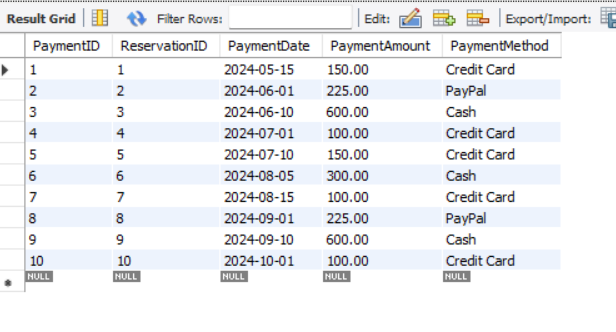 Result Grid Filter Rows: Edit: Export/Import:
PaymentID ReservationID PaymentDate PaymentAmount PaymentMethod
1 1 2024-05-15 150.00 Credit Card
2 2 2024-06-01 225.00 PayPal
3 3 2024-06-10 600.00 Cash
4 4 2024-07-01 100.00 Credit Card
5 5 2024-07-10 150.00 Credit Card
6 6 2024-08-05 300.00 Cash
7 7 2024-08-15 100.00 Credit Card
8 8 2024-09-01 225.00 PayPal
9 9 2024-09-10 600.00 Cash
10 10 2024-10-01 100.00 Credit Card
NULL NULL NULL NULL NULL